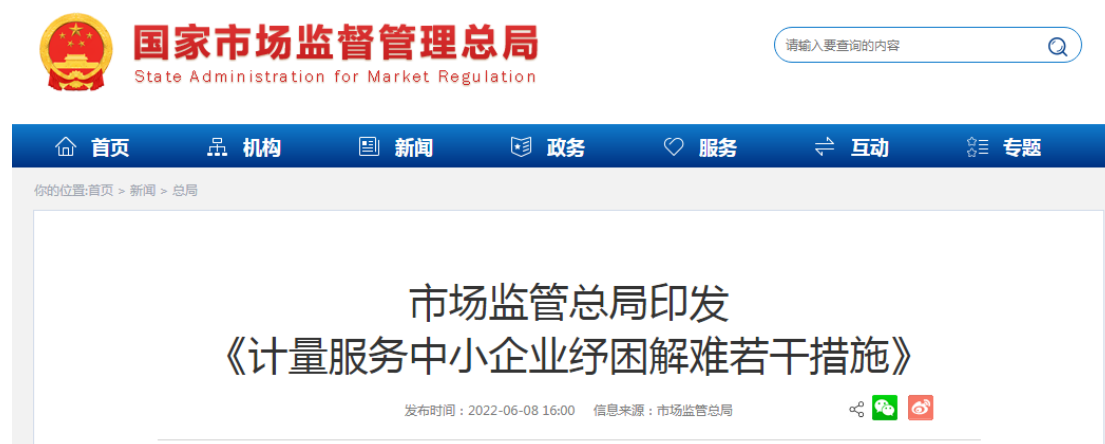 国家市场监督管理总局
State Administration for Market Regulation
请输入要查询的内容
首页 机构 新闻 政务 服务 互动 专题
你的位置:首页 > 新闻 > 总局
市场监管总局印发
《计量服务中小企业纾困解难若干措施》
发布时间：2022-06-08 16:00 信息来源：市场监管总局